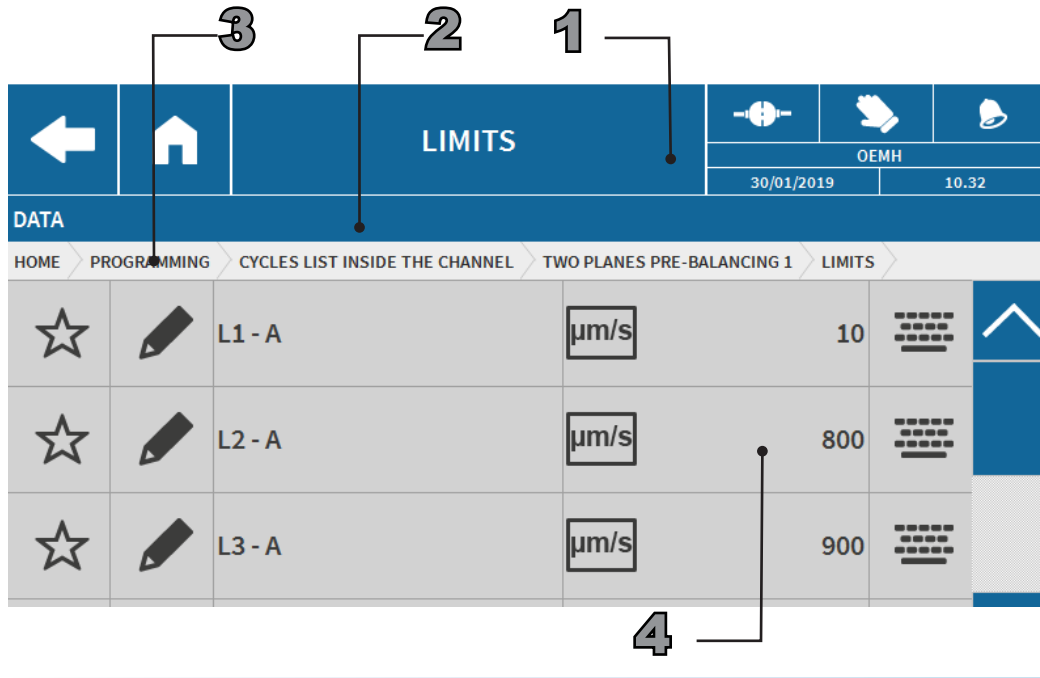 3 2 1
LIMITS
OEMH
30/01/2019 10.32
DATA
HOME PROGRAMMING CYCLES LIST INSIDE THE CHANNEL TWO PLANES PRE-BALANCING 1 LIMITS
L1 - A µm/s 10
L2 - A µm/s 800
L3 - A µm/s 900
4